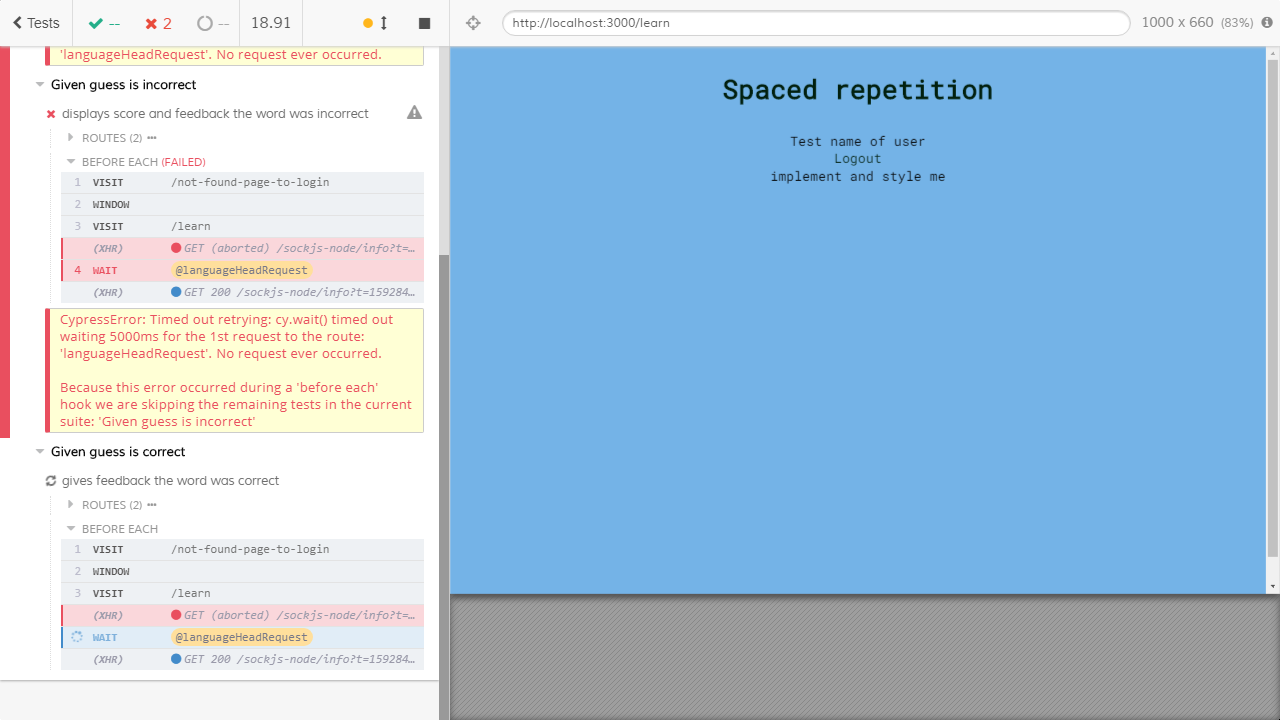 Tests
--
2
--
18.91
http://localhost:3000/learn
1000 x 660 (83%)
'languageHeadRequest'. No request ever occurred.
Given guess is incorrect
displays score and feedback the word was incorrect
ROUTES (2)
BEFORE EACH (FAILED)
1 VISIT /not-found-page-to-login
2 WINDOW
3 VISIT /learn
(XHR) GET (aborted) /sockjs-node/info?t=…
4 WAIT @languageHeadRequest
(XHR) GET 200 /sockjs-node/info?t=159284…
CypressError: Timed out retrying: cy.wait() timed out
waiting 5000ms for the 1st request to the route:
'languageHeadRequest'. No request ever occurred.
Because this error occurred during a 'before each'
hook we are skipping the remaining tests in the current
suite: 'Given guess is incorrect'
Given guess is correct
gives feedback the word was correct
ROUTES (2)
BEFORE EACH
1 VISIT /not-found-page-to-login
2 WINDOW
3 VISIT /learn
(XHR) GET (aborted) /sockjs-node/info?t=…
WAIT @languageHeadRequest
(XHR) GET 200 /sockjs-node/info?t=159284…
Spaced repetition
Test name of user
Logout
implement and style me